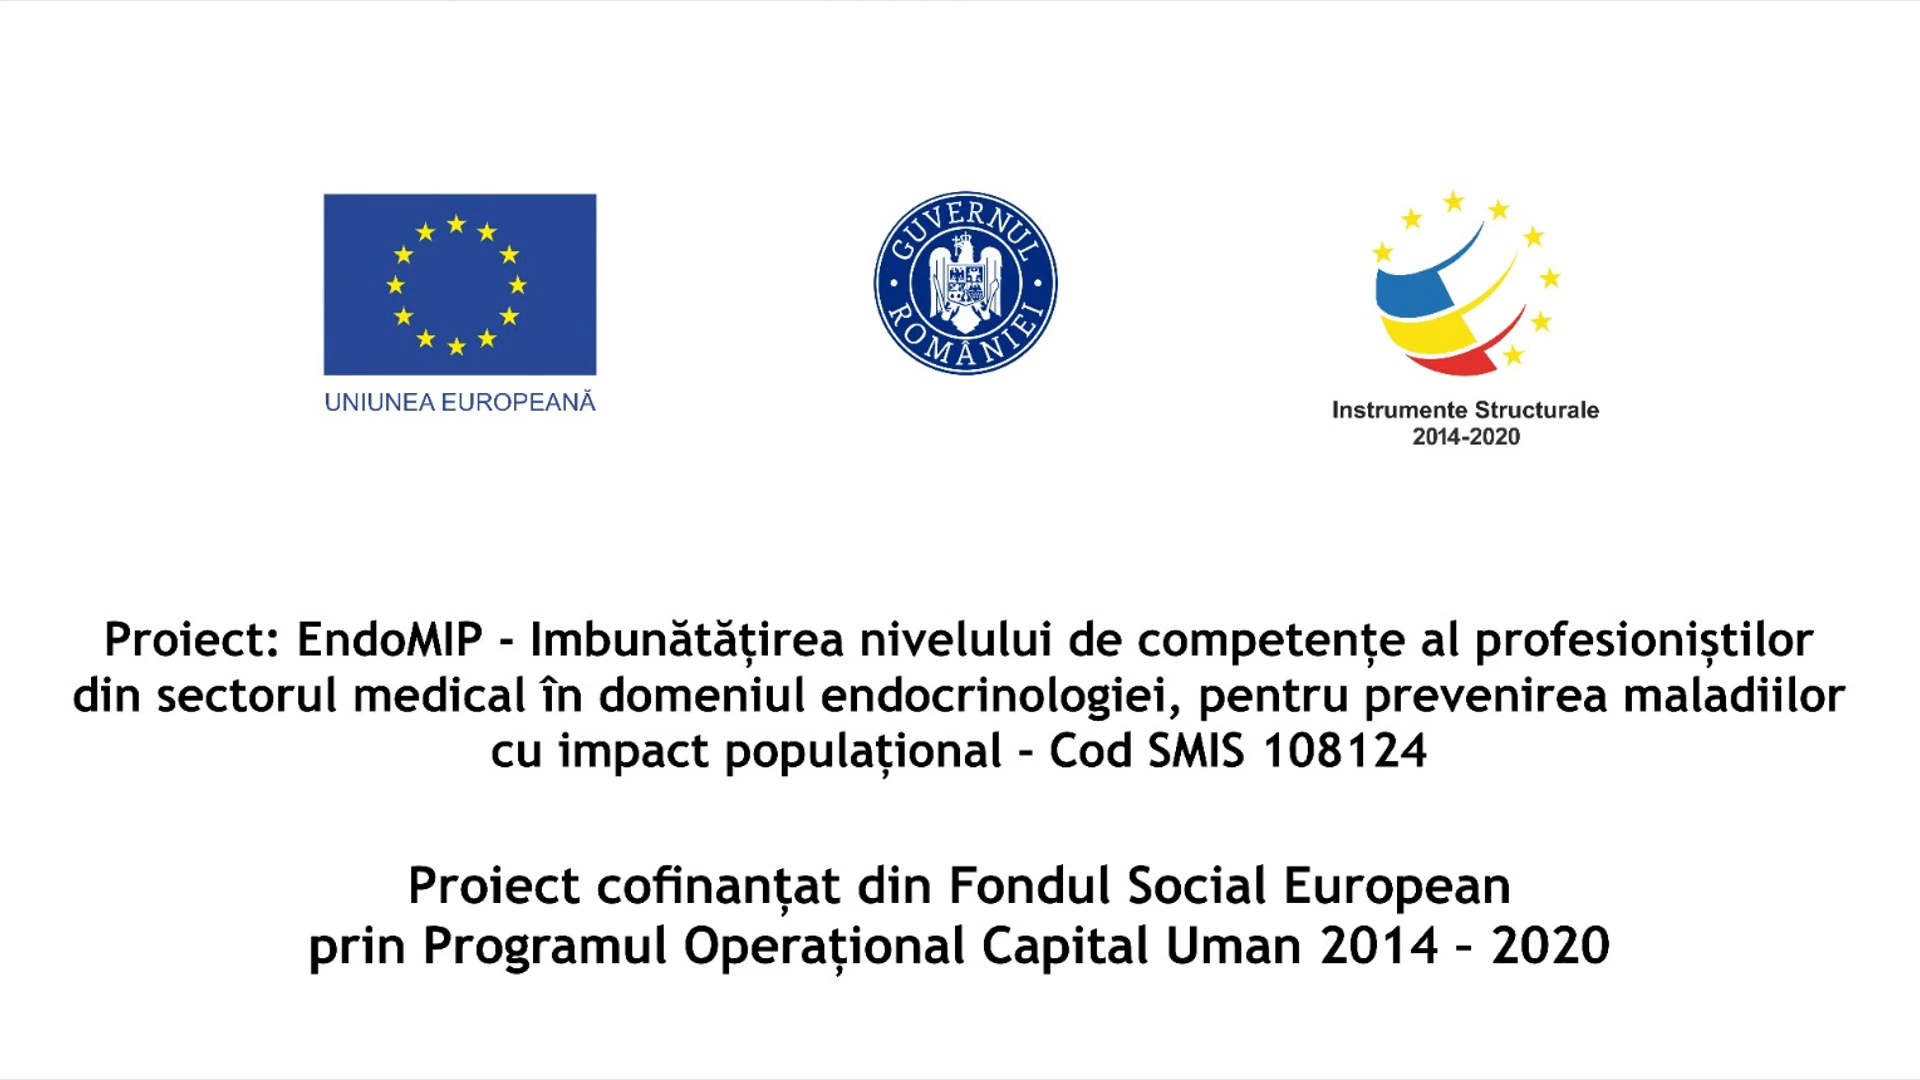 UNIUNEA EUROPEANĂ
GUVERNUL ROMÂNIEI
Instrumente Structurale
2014-2020
Proiect: EndoMIP - Imbunătățirea nivelului de competențe al profesioniștilor
din sectorul medical în domeniul endocrinologiei, pentru prevenirea maladiilor
cu impact populațional – Cod SMIS 108124
Proiect cofinanțat din Fondul Social European
prin Programul Operațional Capital Uman 2014 – 2020